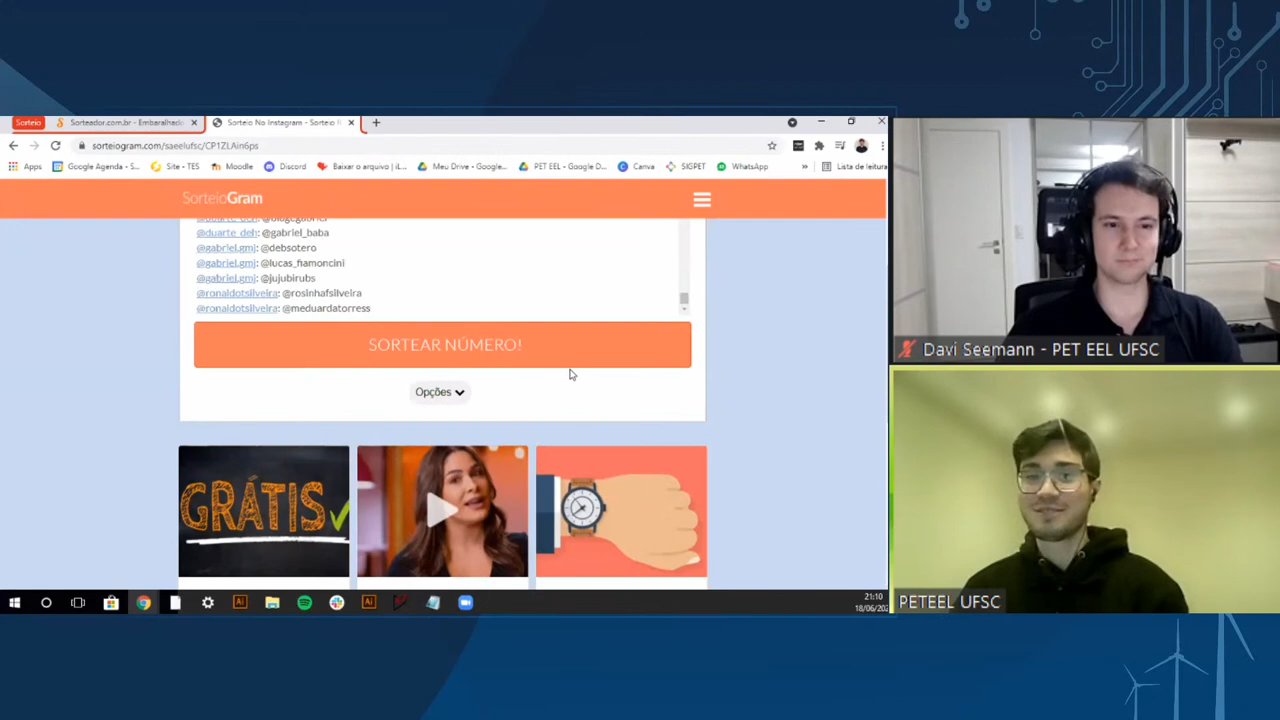 Sorteio
Sorteador.com.br - Embaralhado
Sorteio No Instagram - Sorteio
sorteiogram.com/saeelufsc/CP1ZLAin6ps
Apps
Google Agenda - S...
Site - TES
Moodle
Discord
Baixar o arquivo | iL...
Meu Drive - Google...
PET EEL - Google D...
Canva
SIGPET
WhatsApp
»
Lista de leitura
SorteioGram
@duarte_deh: @gabriel_baba
@gabriel.gmj: @debsotero
@gabriel.gmj: @lucas_fiamoncini
@gabriel.gmj: @jujubirubs
@ronaldotsilveira: @rosinhafsilveira
@ronaldotsilveira: @meduardatorress
SORTEAR NÚMERO!
Opções
GRÁTIS
21:10
18/06/202
Davi Seemann - PET EEL UFSC
PETEEL UFSC